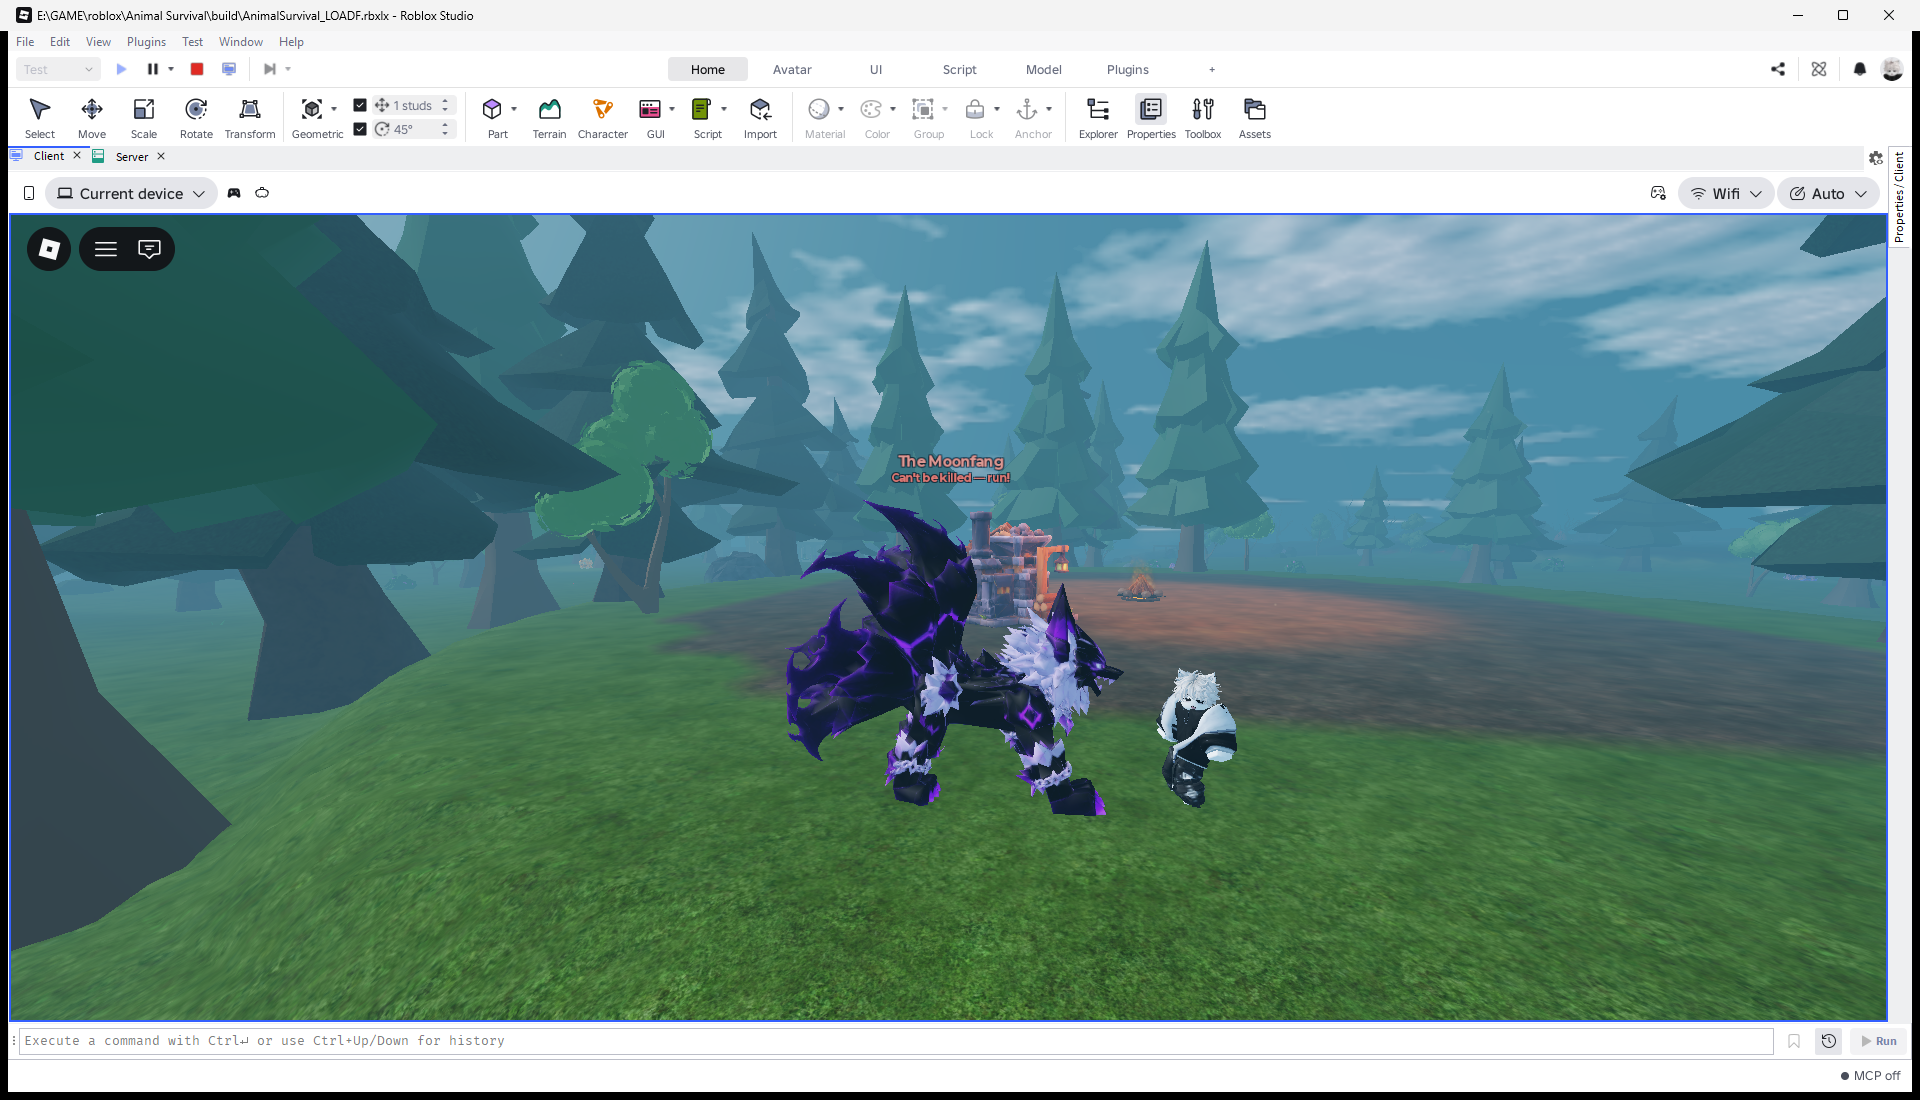 E:\GAME\roblox\Animal Survival\build\AnimalSurvival_LOADF.rbxlx - Roblox Studio
File Edit View Plugins Test Window Help
Test
Home Avatar UI Script Model Plugins +
1 studs
45°
Select Move Scale Rotate Transform Geometric Part Terrain Character GUI Script Import Material Color Group Lock Anchor Explorer Properties Toolbox Assets
Client Server
Properties / Client
Current device
Wifi
Auto
The Moonfang
Can't be killed — run!
Execute a command with Ctrl↵ or use Ctrl+Up/Down for history
Run
MCP off